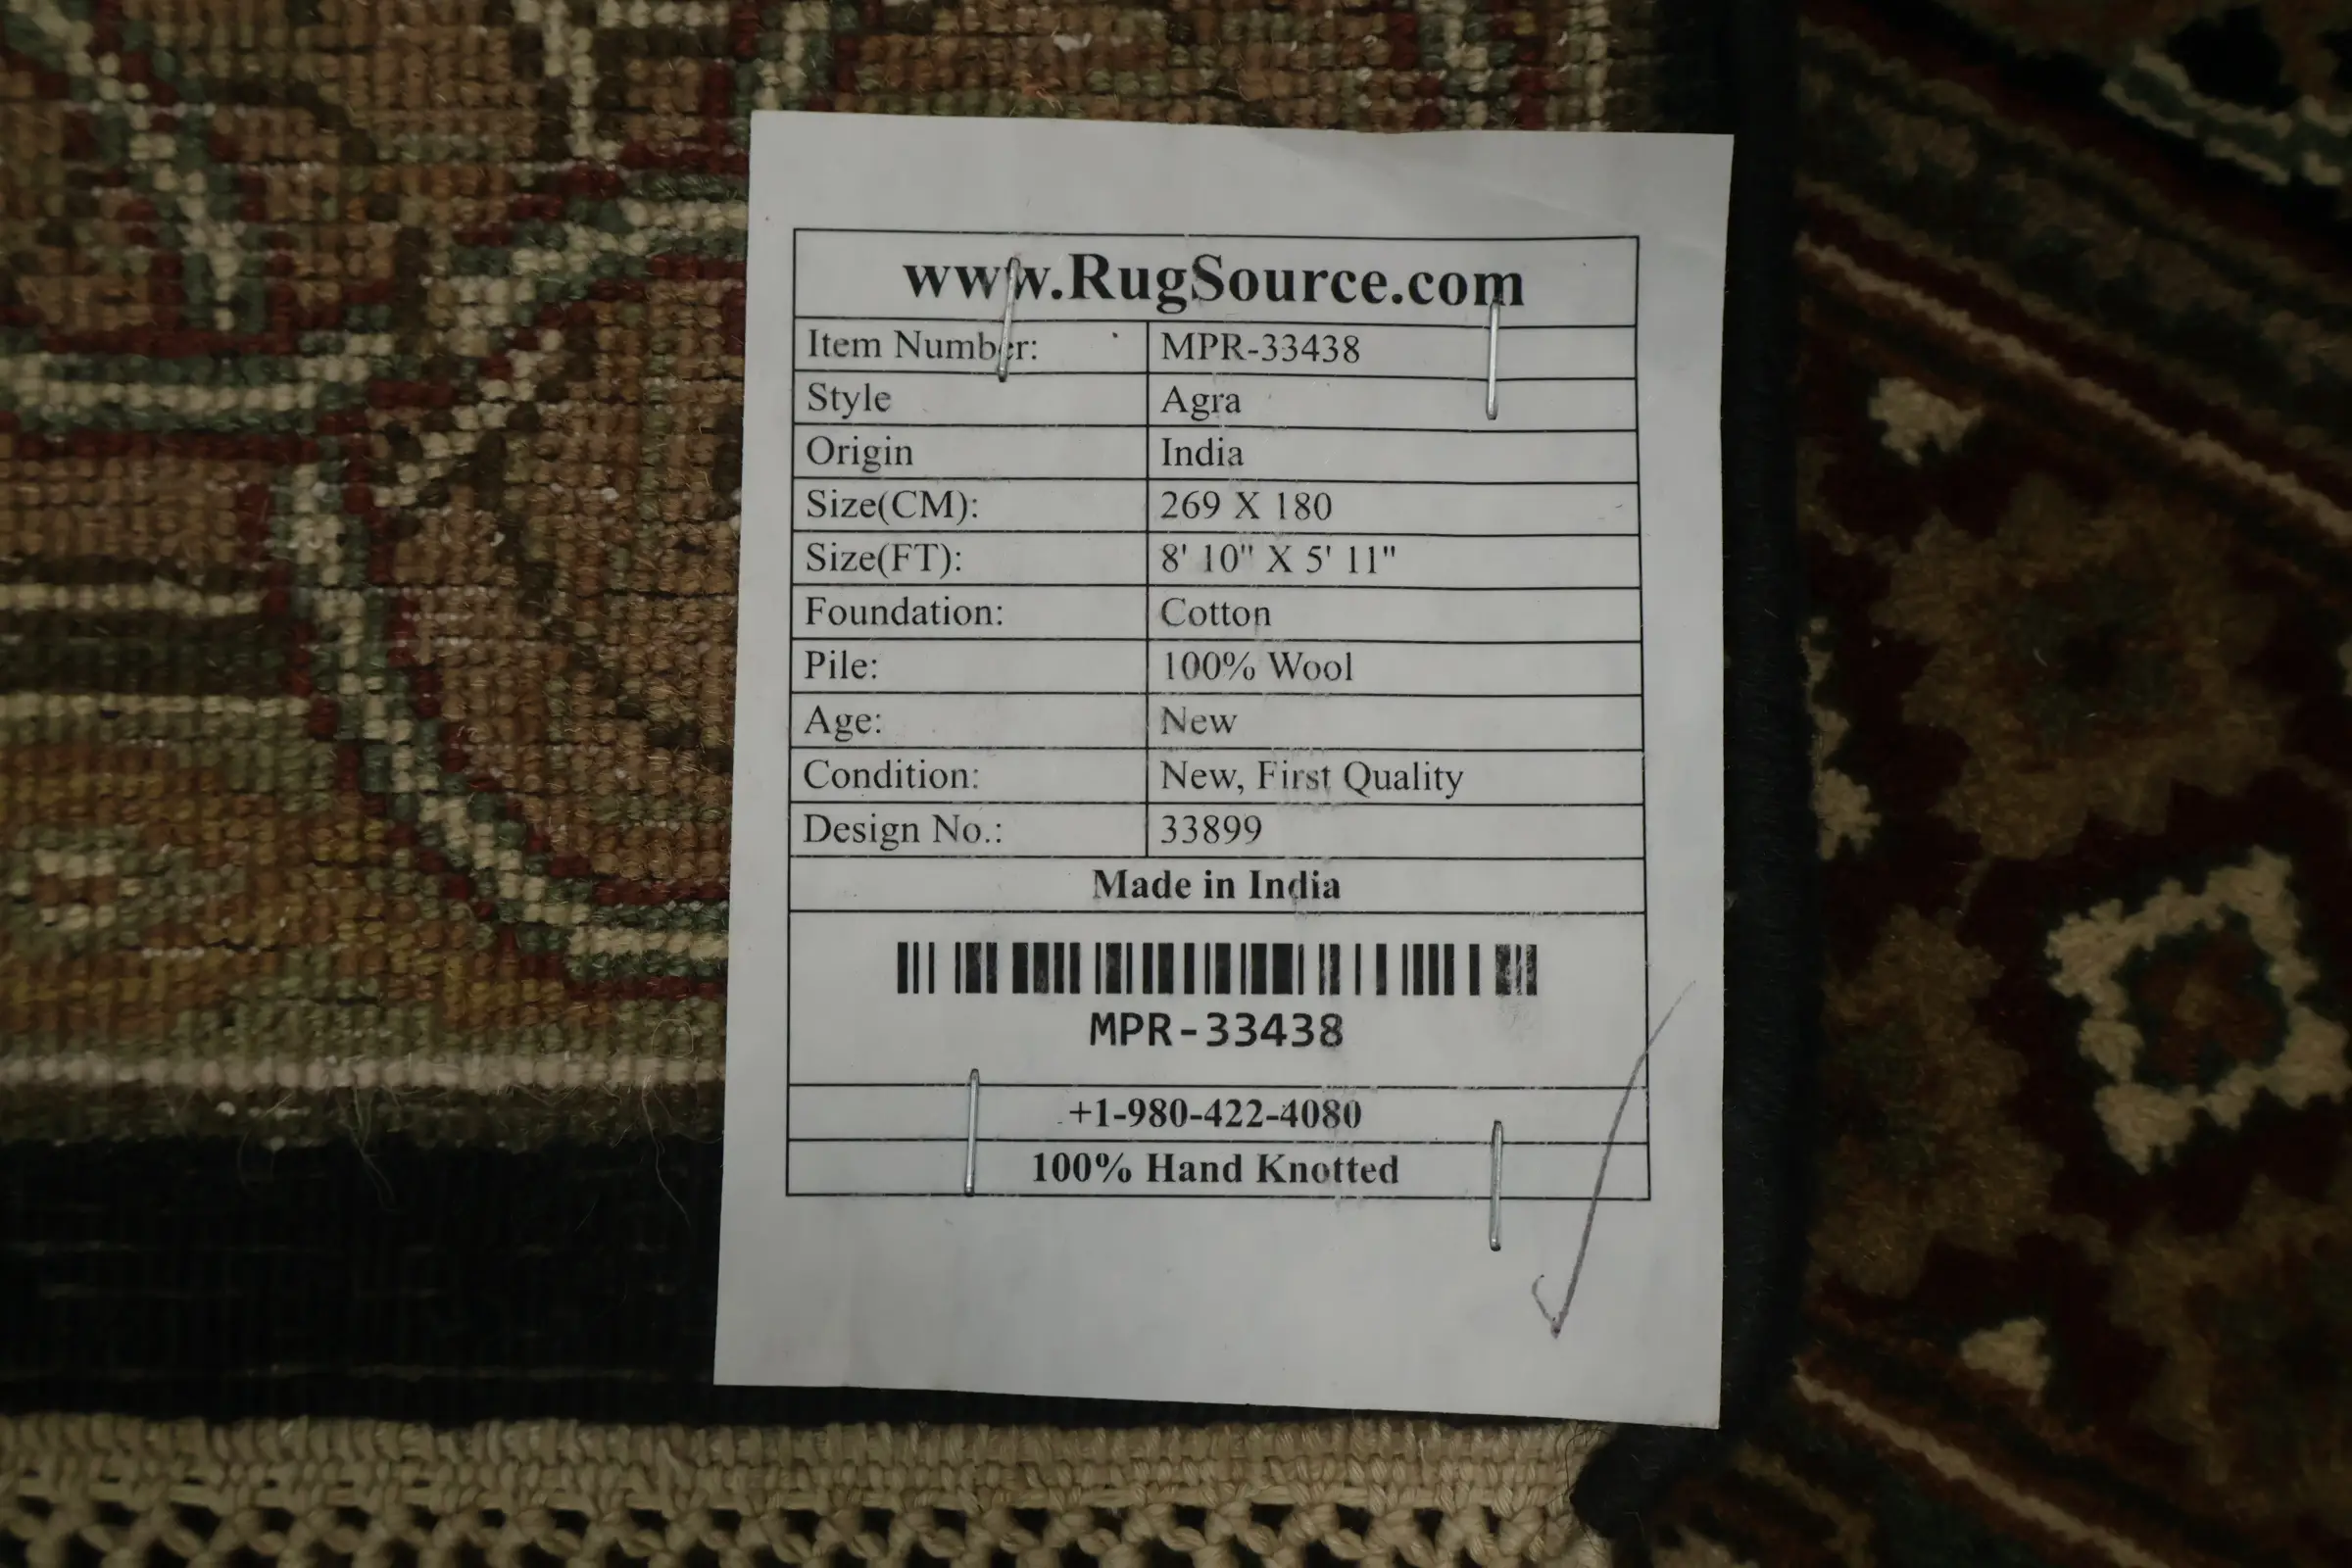 www.RugSource.com
Item Number: MPR-33438
Style Agra
Origin India
Size(CM): 269 X 180
Size(FT): 8' 10" X 5' 11"
Foundation: Cotton
Pile: 100% Wool
Age: New
Condition: New, First Quality
Design No.: 33899
Made in India
MPR-33438
+1-980-422-4080
100% Hand Knotted